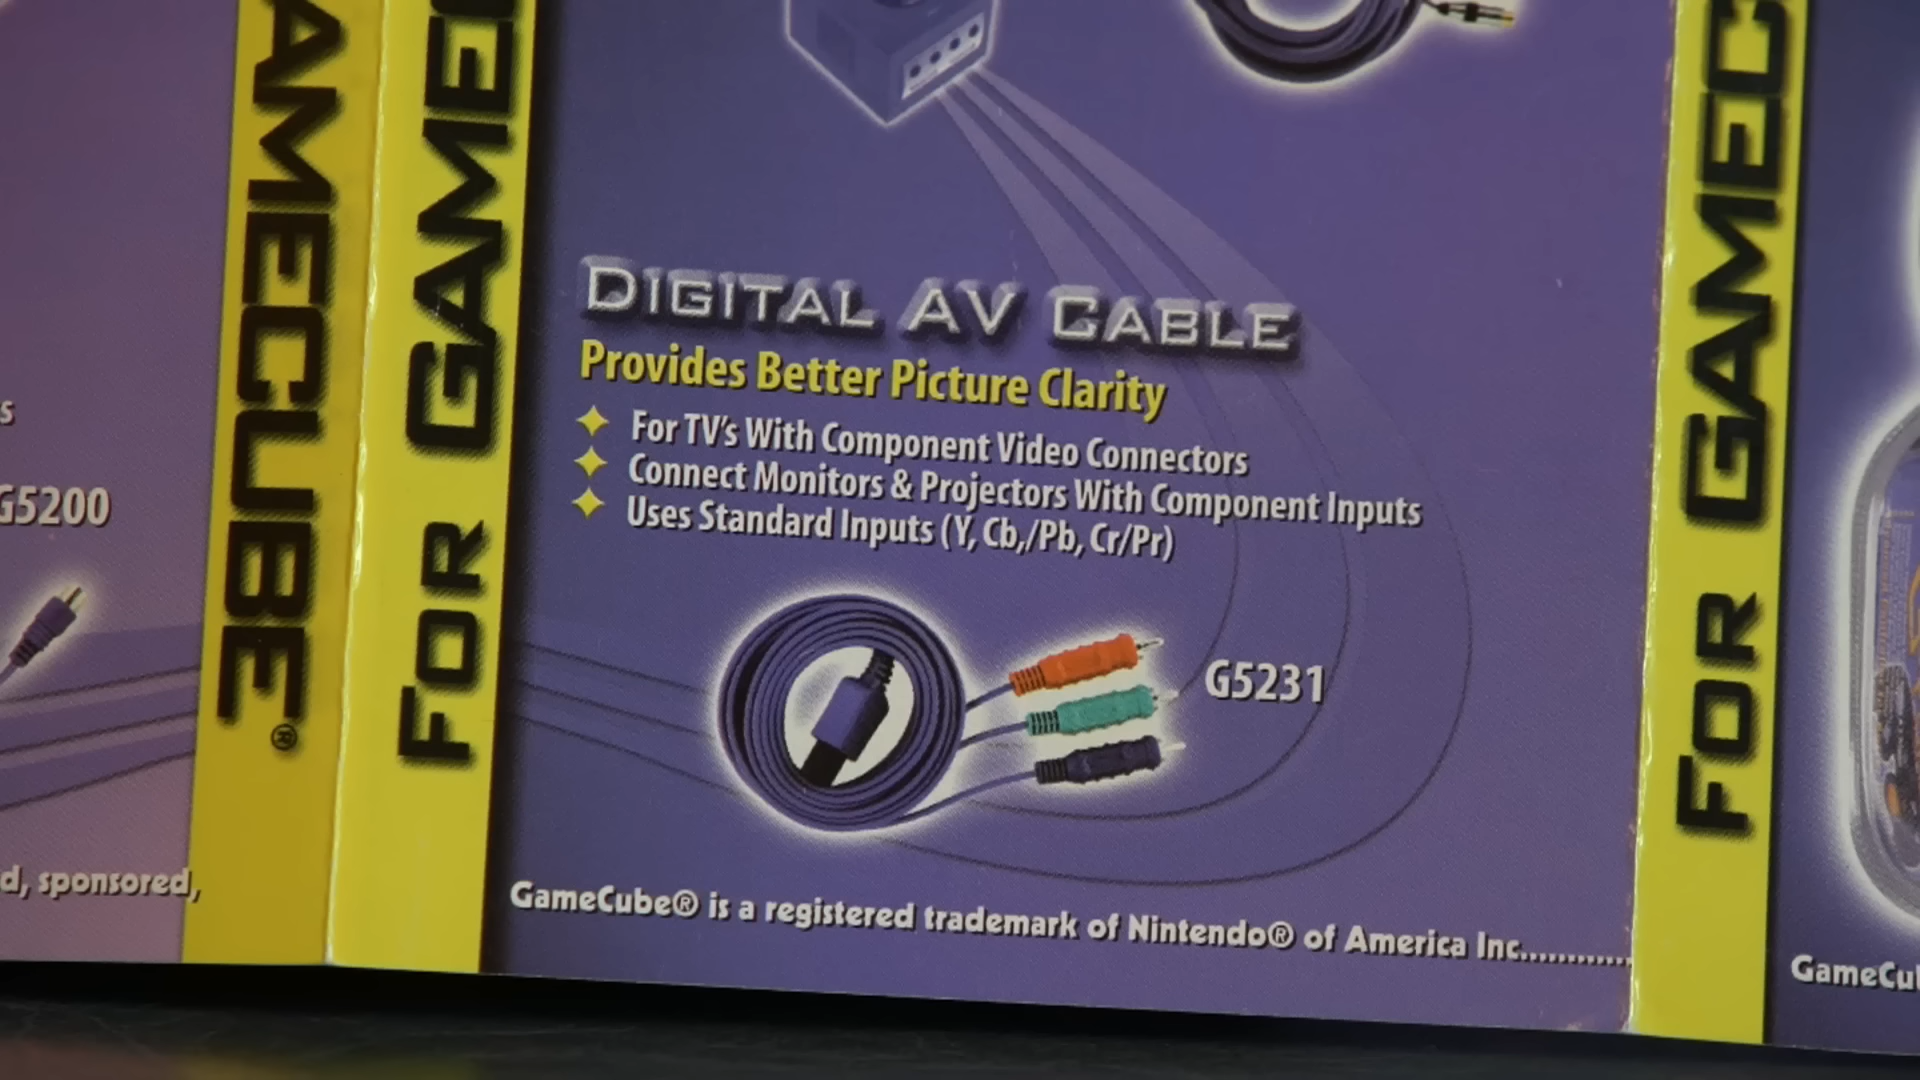 AMECUBE®
FOR GAMEC
DIGITAL AV CABLE
Provides Better Picture Clarity
For TV's With Component Video Connectors
Connect Monitors & Projectors With Component Inputs
Uses Standard Inputs (Y, Cb,/Pb, Cr/Pr)
G5231
GameCube® is a registered trademark of Nintendo® of America Inc............
s
G5200
d, sponsored,
FOR GAMEC
GameCu